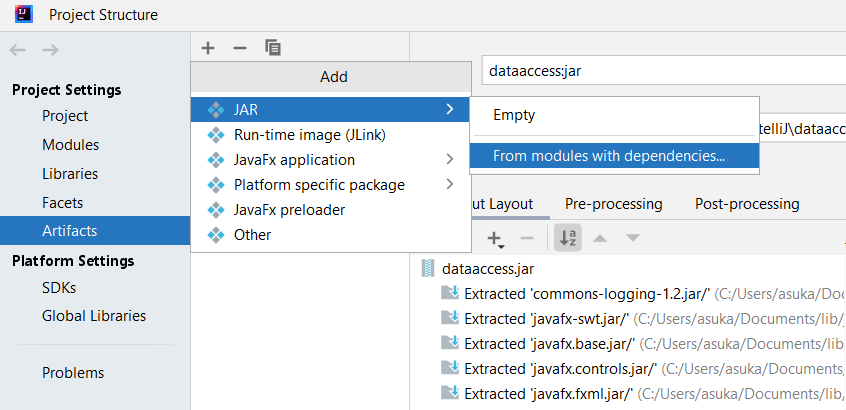 Project Structure
Project Settings
Project
Modules
Libraries
Facets
Artifacts
Platform Settings
SDKs
Global Libraries
Problems
Add
JAR
Run-time image (JLink)
JavaFx application
Platform specific package
JavaFx preloader
Other
Empty
From modules with dependencies...
dataaccess:jar
telliJ\dataacc
ut Layout Pre-processing Post-processing
dataaccess.jar
Extracted 'commons-logging-1.2.jar/' (C:/Users/asuka/Doc
Extracted 'javafx-swt.jar/' (C:/Users/asuka/Documents/lib/
Extracted 'javafx.base.jar/' (C:/Users/asuka/Documents/lib
Extracted 'javafx.controls.jar/' (C:/Users/asuka/Documents/
Extracted 'javafx.fxml.jar/' (C:/Users/asuka/Documents/lib/